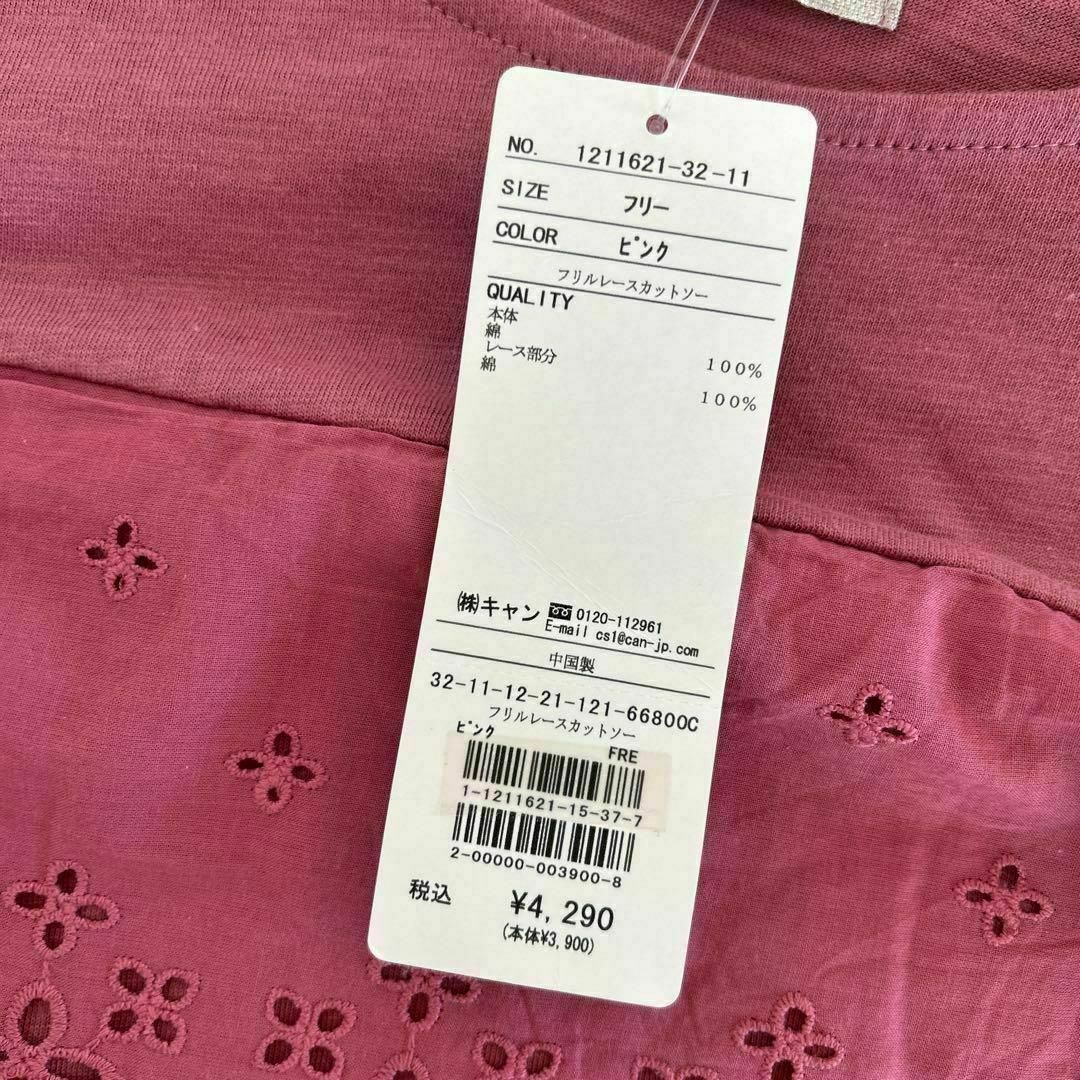 NO. 1211621-32-11
SIZE フリー
COLOR ピンク
フリルレースカットソー
QUALITY
本体
綿 100%
レース部分
綿 100%
㈱キャン 0120-112961
E-mail cs1@can-jp.com
中国製
32-11-12-21-121-66800C
フリルレースカットソー
ピンク FRE
1-1211621-15-37-7
2-00000-003900-8
税込 ¥4,290
(本体¥3,900)